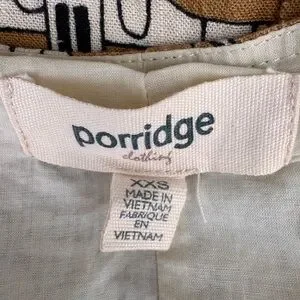 porridge
clothing
XXS
MADE IN
VIETNAM
FABRIQUE
EN
VIETNAM